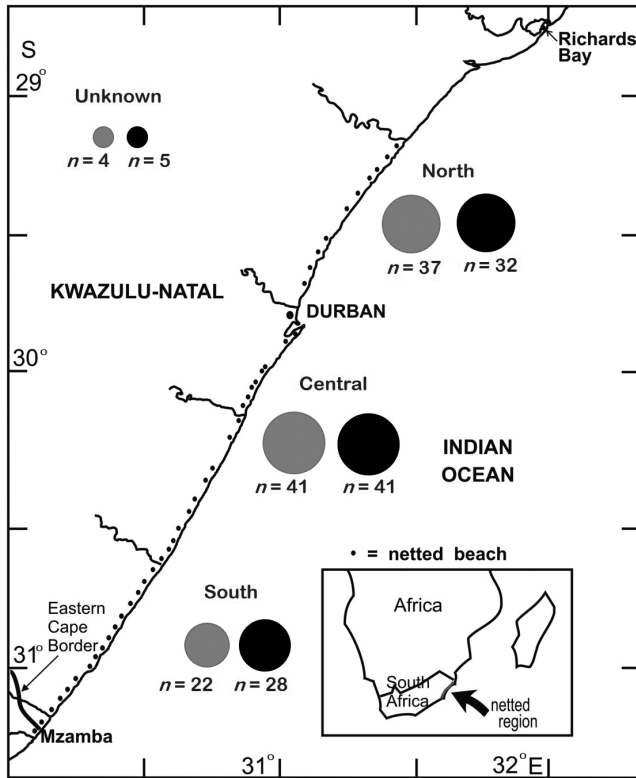 Richards
Bay
S
29°
Unknown
n = 4 n = 5
North
n = 37 n = 32
KWAZULU-NATAL
DURBAN
30°
Central
n = 41 n = 41
INDIAN
OCEAN
• = netted beach
South
n = 22 n = 28
Eastern
Cape
Border
31°
Mzamba
Africa
South
Africa
netted
region
31° 32°E